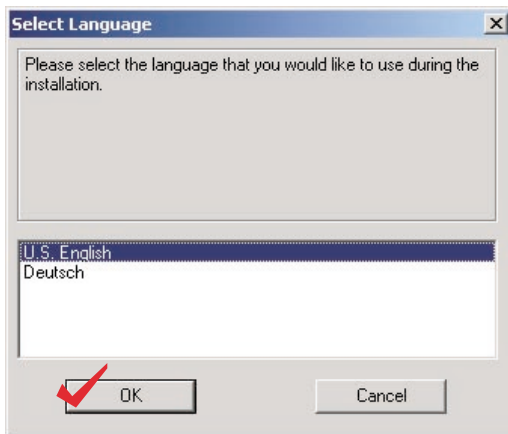 Select Language
Please select the language that you would like to use during the
installation.
U.S. English
Deutsch
OK
Cancel